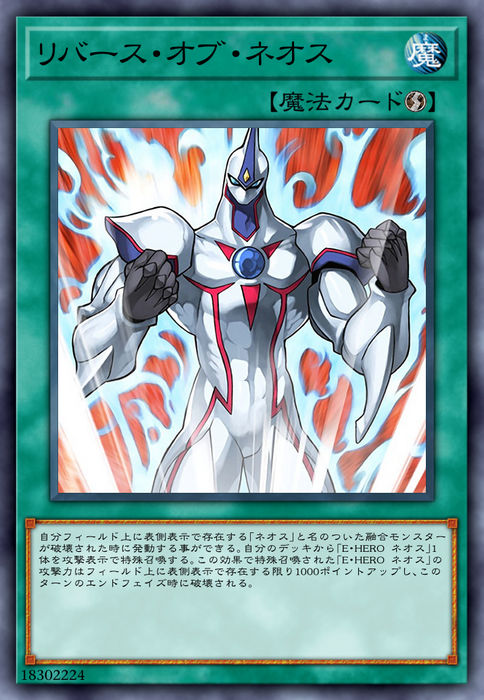 リバース・オブ・ネオス
魔
【魔法カード】
自分フィールド上に表側表示で存在する「ネオス」と名のついた融合モンスター
が破壊された時に発動する事ができる。自分のデッキから「E・HERO ネオス」1
体を攻撃表示で特殊召喚する。この効果で特殊召喚された「E・HERO ネオス」の
攻撃力はフィールド上に表側表示で存在する限り1000ポイントアップし、この
ターンのエンドフェイズ時に破壊される。
18302224